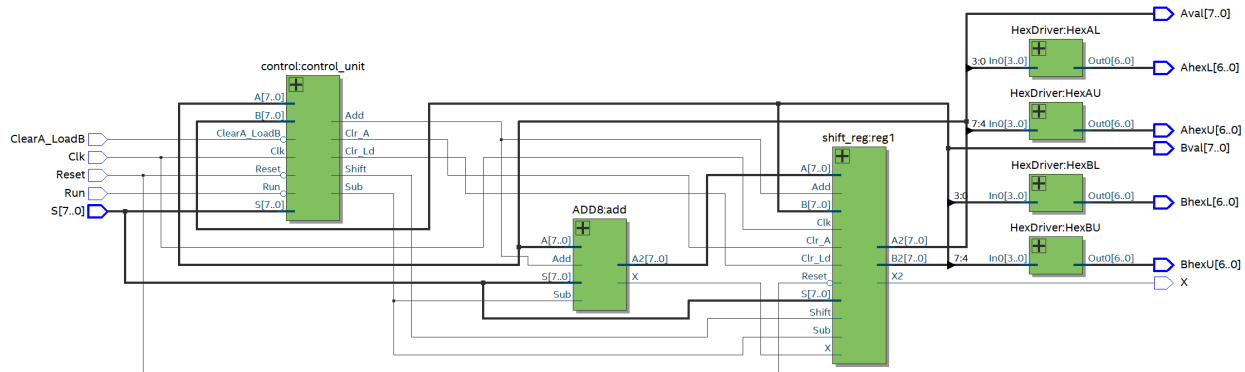 ClearA_LoadB
Clk
Reset
Run
S[7..0]
control:control_unit
A[7..0]
B[7..0]
ClearA_LoadB
Clk
Reset
Run
S[7..0]
Add
Clr_A
Clr_Ld
Shift
Sub
ADD8:add
A[7..0]
Add
S[7..0]
Sub
A2[7..0]
X
shift_reg:reg1
A[7..0]
Add
B[7..0]
Clk
Clr_A
Clr_Ld
Reset
S[7..0]
Shift
Sub
X
A2[7..0]
B2[7..0]
X2
HexDriver:HexAL
3:0 In0[3..0] Out0[6..0]
HexDriver:HexAU
7:4 In0[3..0] Out0[6..0]
HexDriver:HexBL
3:0 In0[3..0] Out0[6..0]
HexDriver:HexBU
7:4 In0[3..0] Out0[6..0]
Aval[7..0]
AhexL[6..0]
AhexU[6..0]
Bval[7..0]
BhexL[6..0]
BhexU[6..0]
X